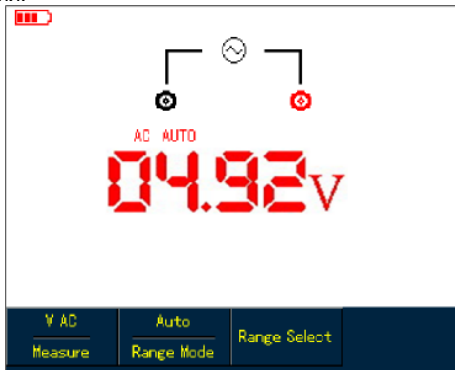 AC AUTO
04.92V
V AC Auto
Range Select
Measure Range Mode